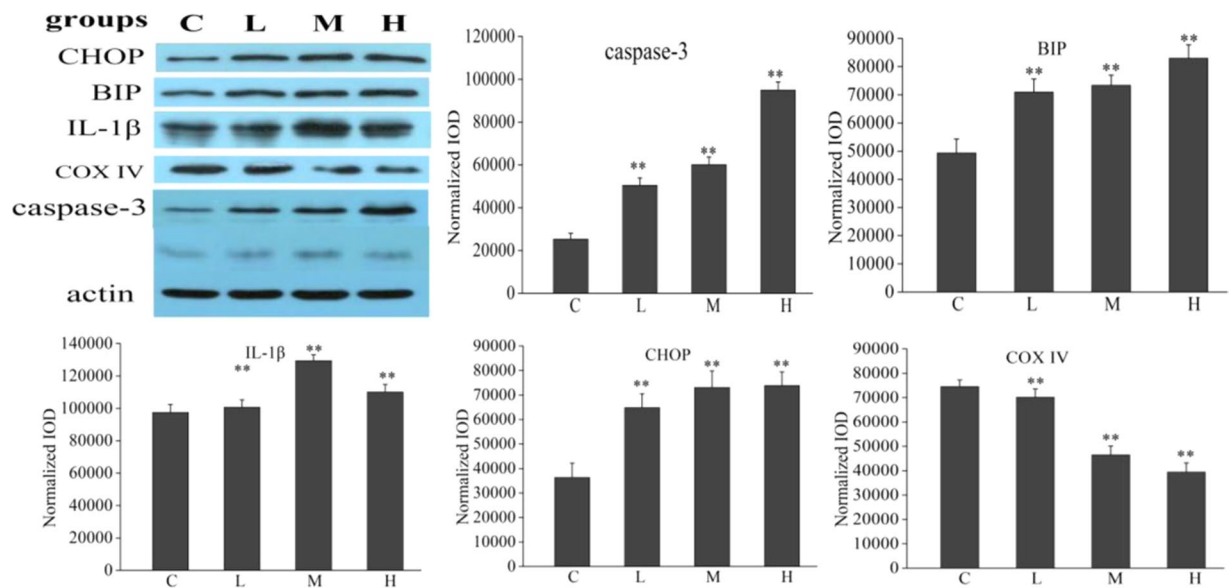 groups C L M H
CHOP
BIP
IL-1β
COX IV
caspase-3
actin
caspase-3
Normalized IOD
120000
100000
80000
60000
40000
20000
0
**
**
**
C L M H
BIP
Normalized IOD
90000
80000
70000
60000
50000
40000
30000
20000
10000
0
**
**
**
C L M H
IL-1β
Normalized IOD
140000
120000
100000
80000
60000
40000
20000
0
**
**
**
C L M H
CHOP
Normalized IOD
90000
80000
70000
60000
50000
40000
30000
20000
10000
0
**
**
**
C L M H
COX IV
Normalized IOD
90000
80000
70000
60000
50000
40000
30000
20000
10000
0
**
**
**
C L M H